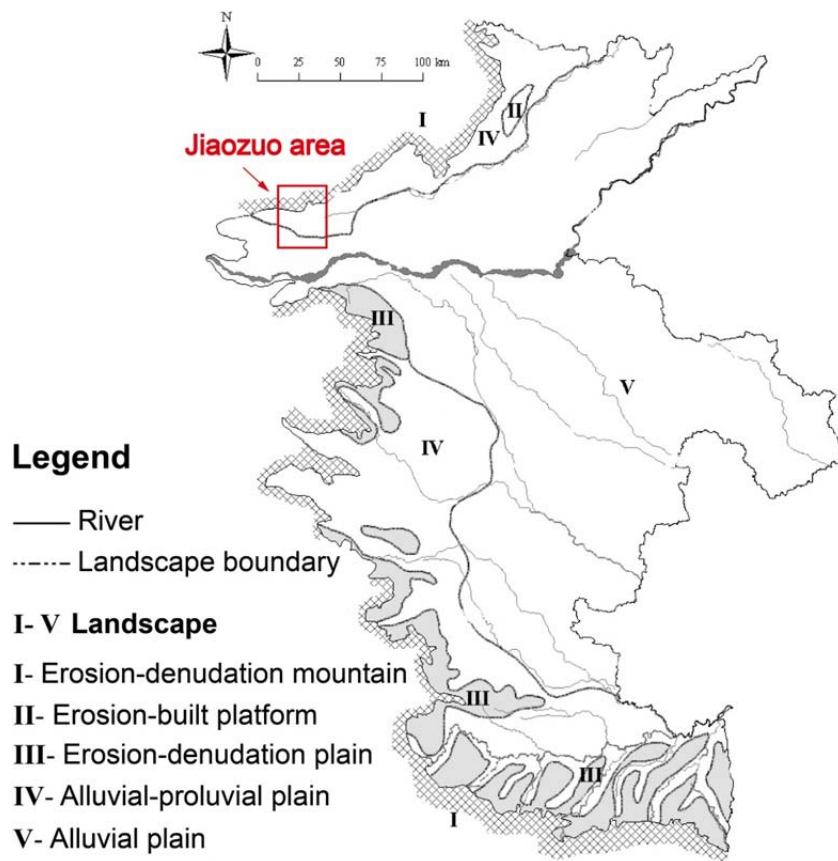 N
0 25 50 75 100 km
I
II
IV
Jiaozuo area
III
V
IV
Legend
River
Landscape boundary
I- V Landscape
I- Erosion-denudation mountain
II- Erosion-built platform
III- Erosion-denudation plain
IV- Alluvial-proluvial plain
V- Alluvial plain
III
III
I